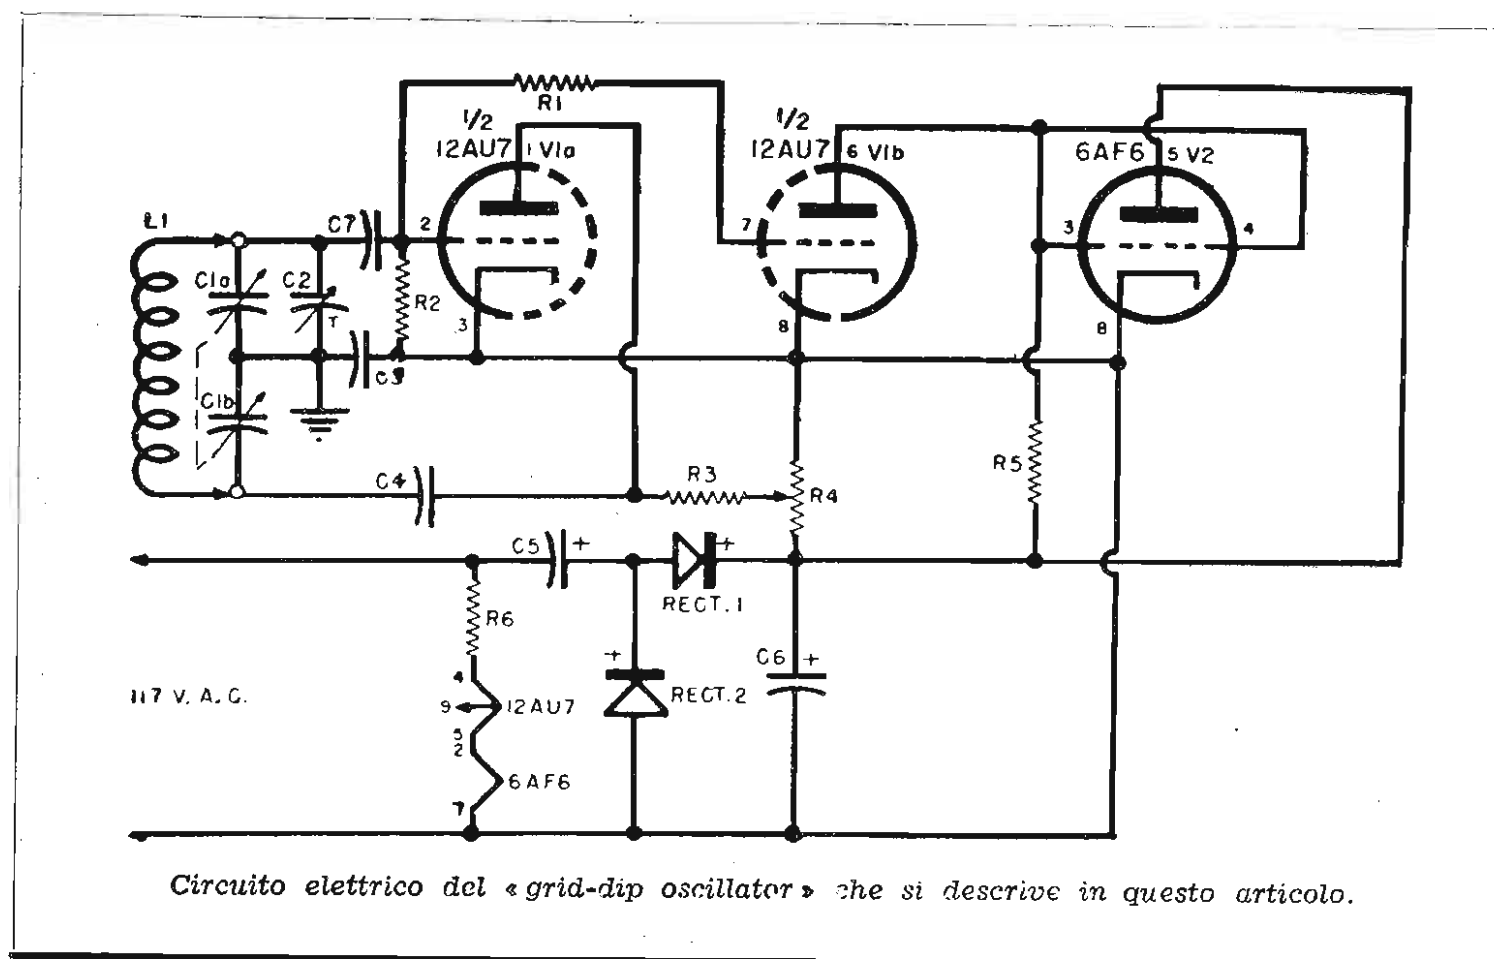 R1
1/2
12AU7 1 V1a
1/2
12AU7 6 V1b
6AF6 5 V2
L1
C7
2
7
3
4
C1a
C2
R2
T
3
8
8
C3
C1b
C4
R3
R4
R5
C5 +
+
RECT. 1
R6
C6 +
+
RECT. 2
4
117 V. A. C.
9
12AU7
5
2
6AF6
7
Circuito elettrico del « grid-dip oscillator » che si descrive in questo articolo.